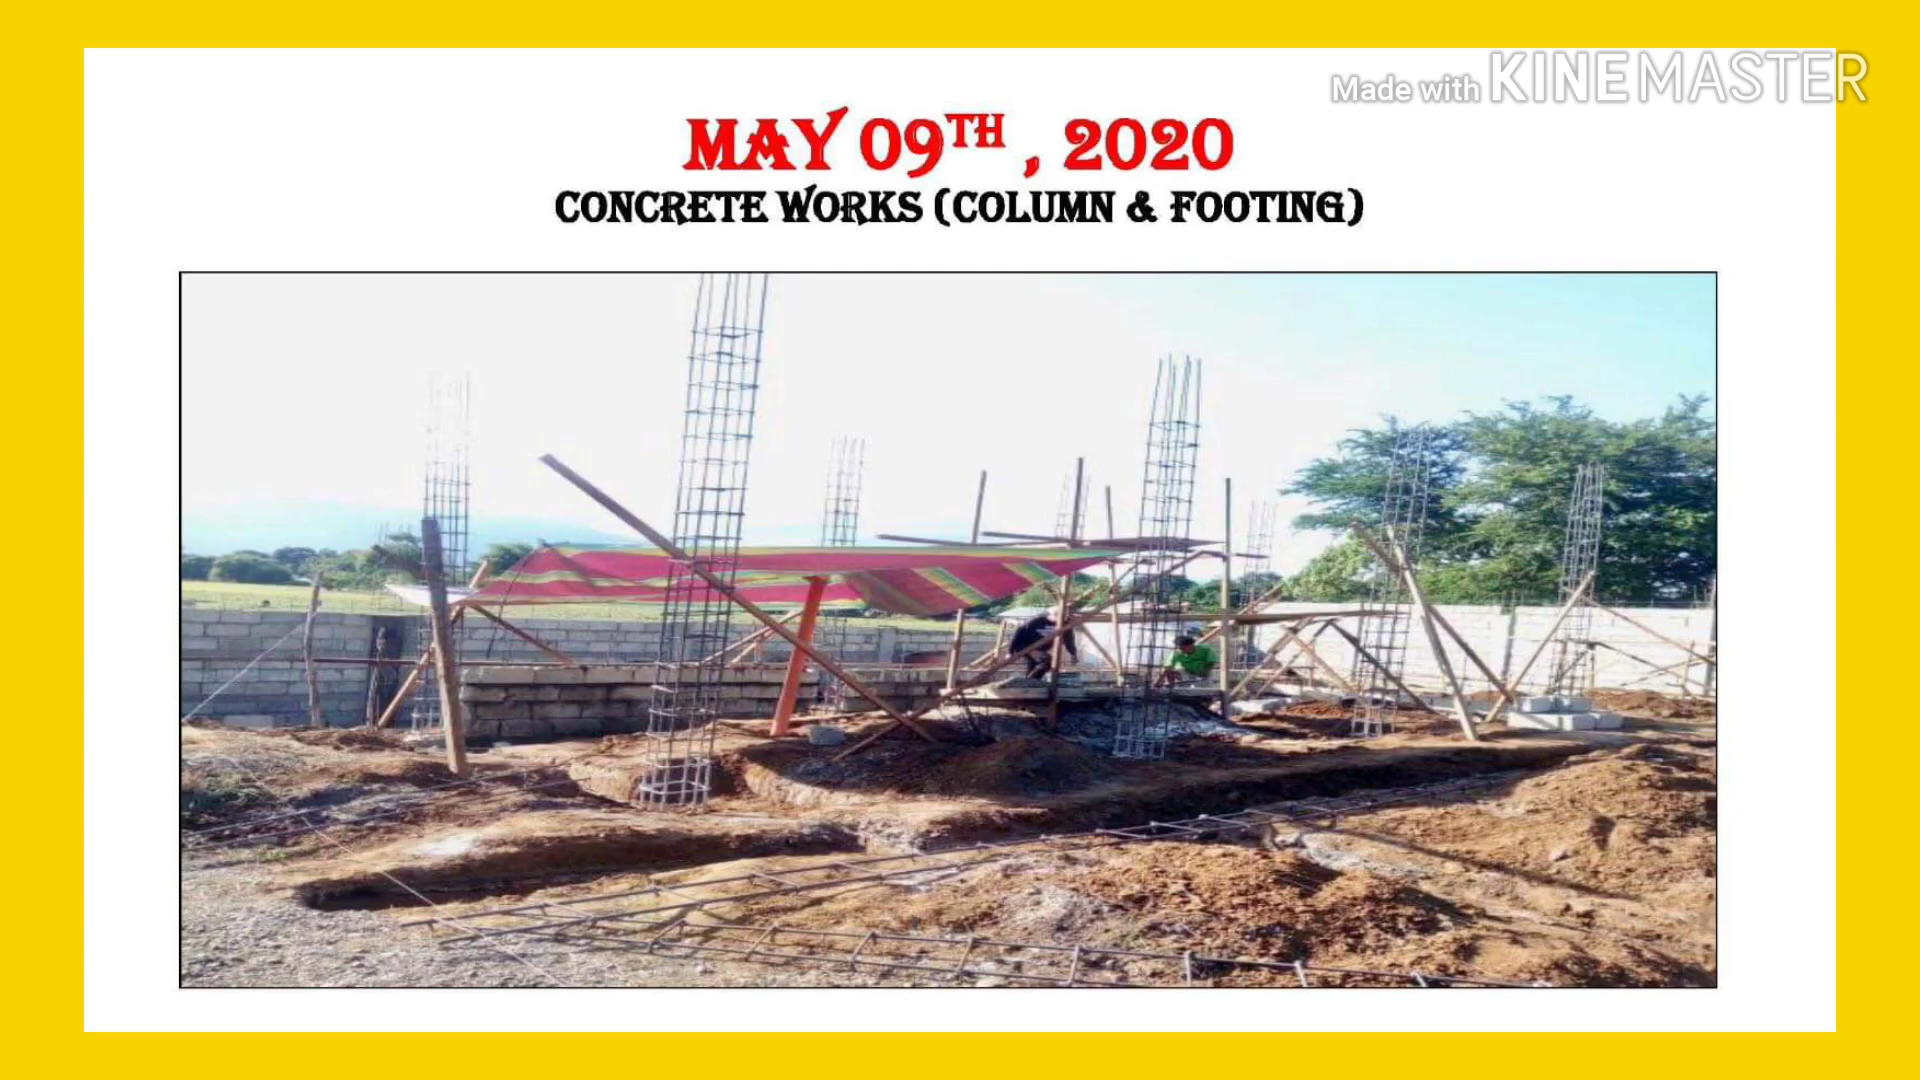 Made with KINEMASTER
MAY 09TH , 2020
CONCRETE WORKS (COLUMN & FOOTING)